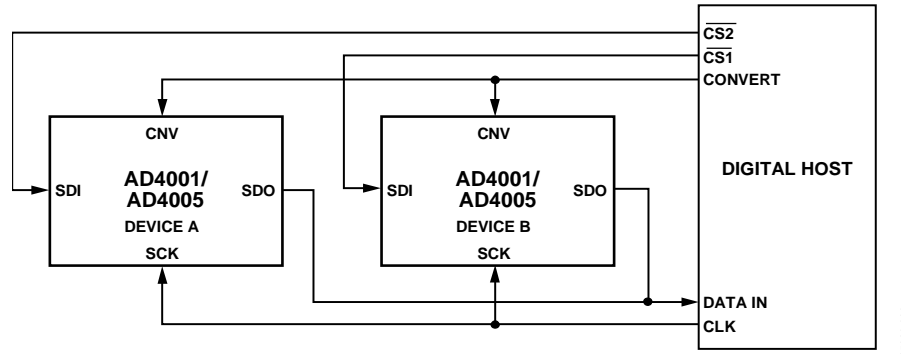 CS2
CS1
CONVERT
CNV
CNV
AD4001/
AD4005
AD4001/
AD4005
DIGITAL HOST
SDI
SDO
SDI
SDO
DEVICE A
DEVICE B
SCK
SCK
DATA IN
CLK